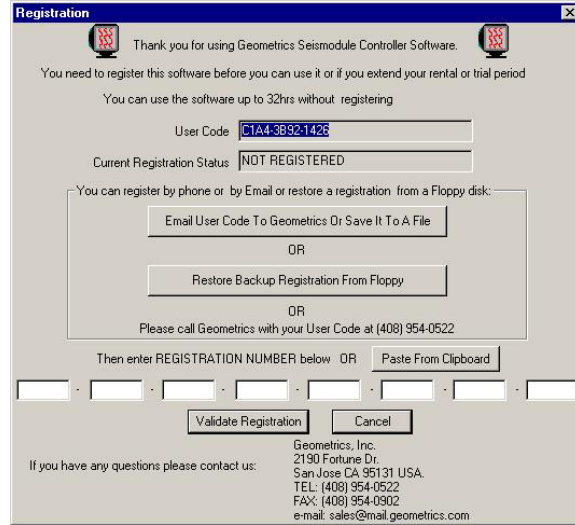 Registration
Thank you for using Geometrics Seismodule Controller Software.
You need to register this software before you can use it or if you extend your rental or trial period
You can use the software up to 32hrs without registering
User Code C1A4-3B92-1426
Current Registration Status NOT REGISTERED
You can register by phone or by Email or restore a registration from a Floppy disk:
Email User Code To Geometrics Or Save It To A File
OR
Restore Backup Registration From Floppy
OR
Please call Geometrics with your User Code at (408) 954-0522
Then enter REGISTRATION NUMBER below OR Paste From Clipboard
- - - - - - -
Validate Registration Cancel
If you have any questions please contact us:
Geometrics, Inc.
2190 Fortune Dr.
San Jose CA 95131 USA.
TEL: (408) 954-0522
FAX: (408) 954-0902
e-mail: sales@mail.geometrics.com